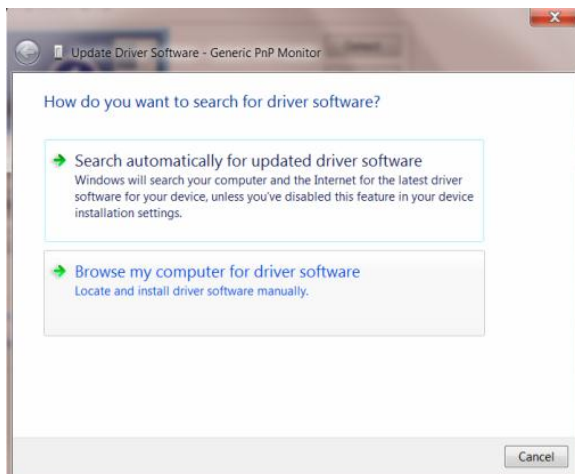 Update Driver Software - Generic PnP Monitor
How do you want to search for driver software?
Search automatically for updated driver software
Windows will search your computer and the Internet for the latest driver
software for your device, unless you've disabled this feature in your device
installation settings.
Browse my computer for driver software
Locate and install driver software manually.
Cancel